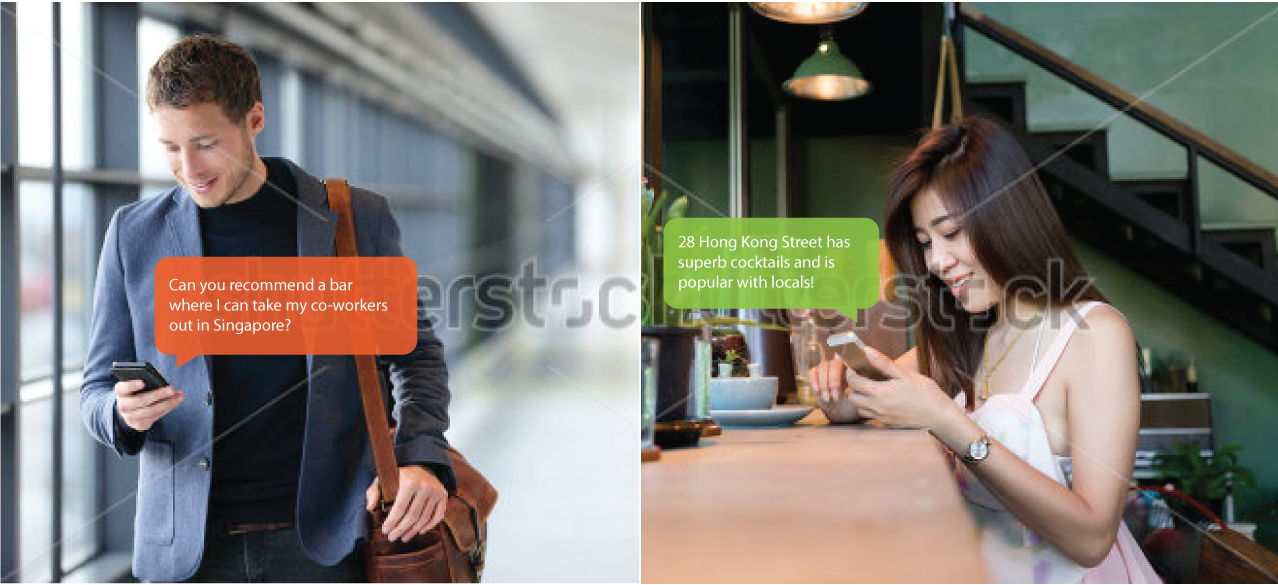 Can you recommend a bar
where I can take my co-workers
out in Singapore?
28 Hong Kong Street has
superb cocktails and is
popular with locals!
shutterstock